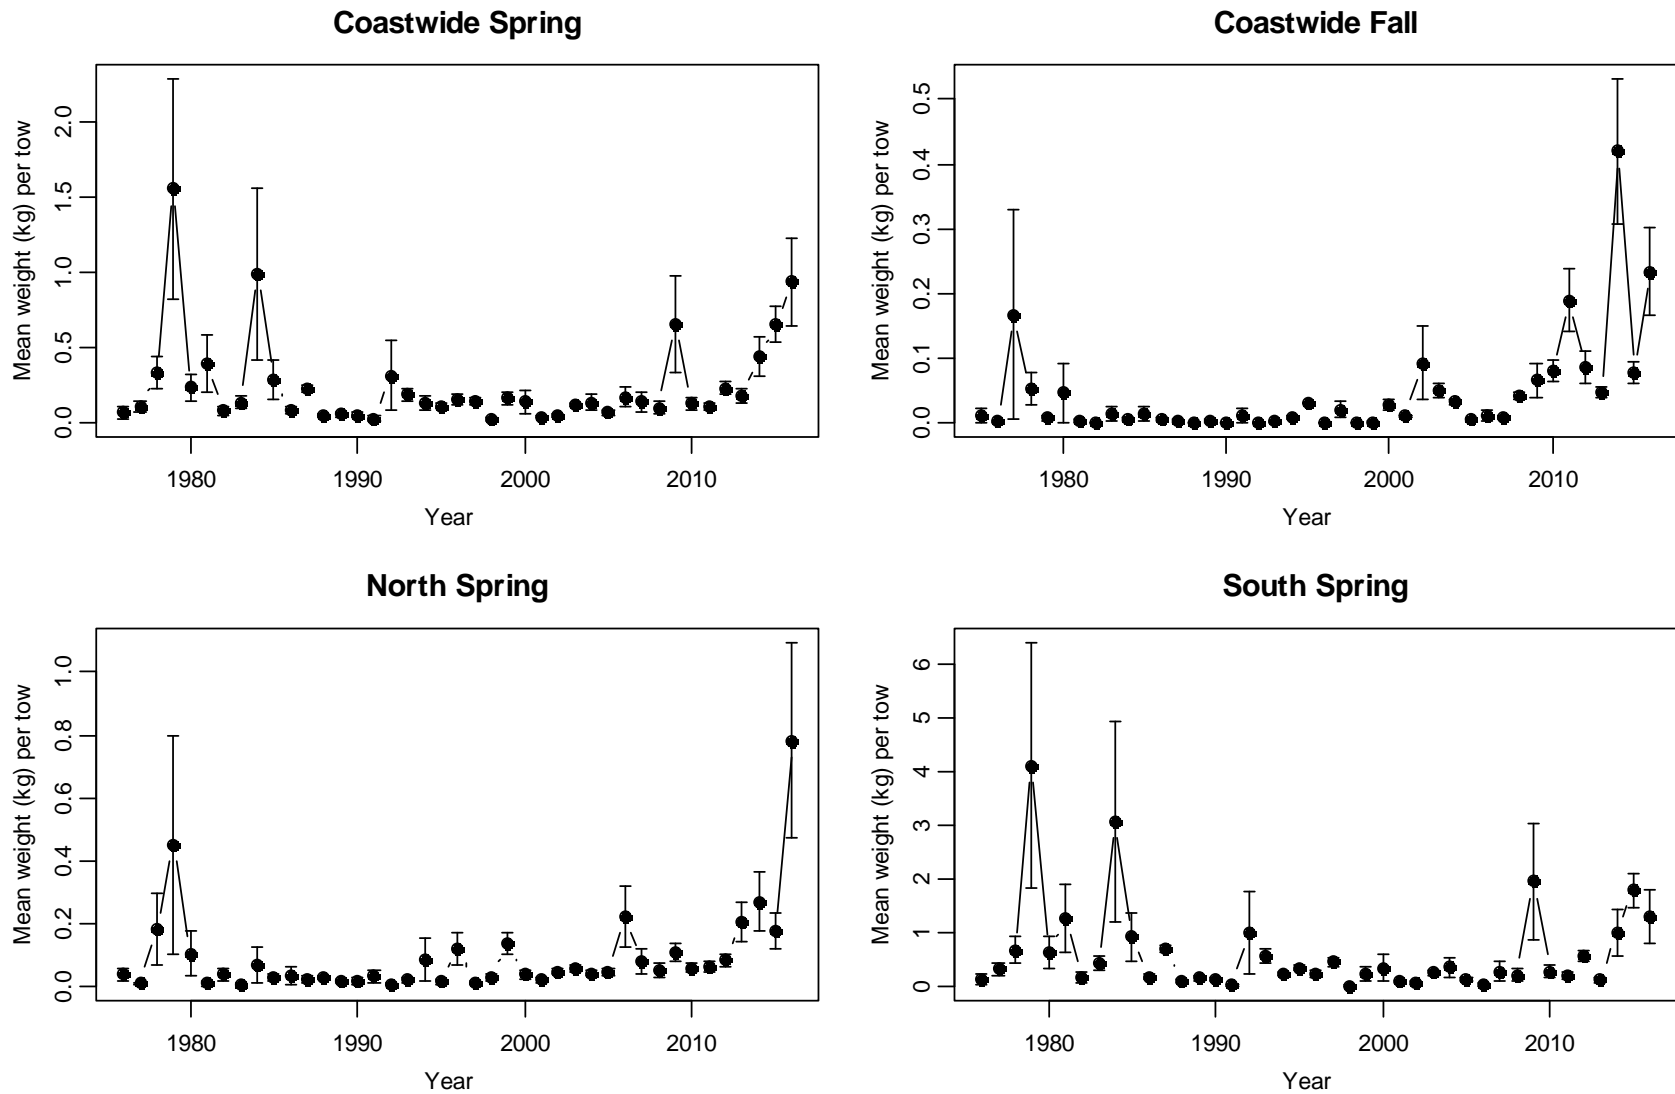 Coastwide Spring
Mean weight (kg) per tow
2.0
1.5
1.0
0.5
0.0
1980 1990 2000 2010
Year
Coastwide Fall
Mean weight (kg) per tow
0.5
0.4
0.3
0.2
0.1
0.0
1980 1990 2000 2010
Year
North Spring
Mean weight (kg) per tow
1.0
0.8
0.6
0.4
0.2
0.0
1980 1990 2000 2010
Year
South Spring
Mean weight (kg) per tow
6
5
4
3
2
1
0
1980 1990 2000 2010
Year